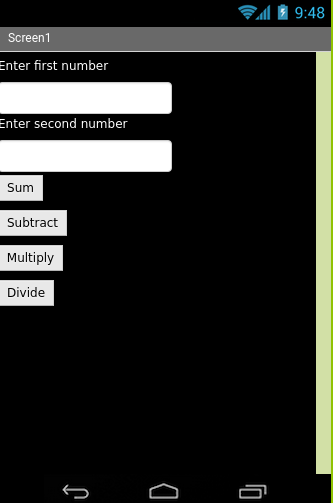 9:48
Screen1
Enter first number
Enter second number
Sum
Subtract
Multiply
Divide